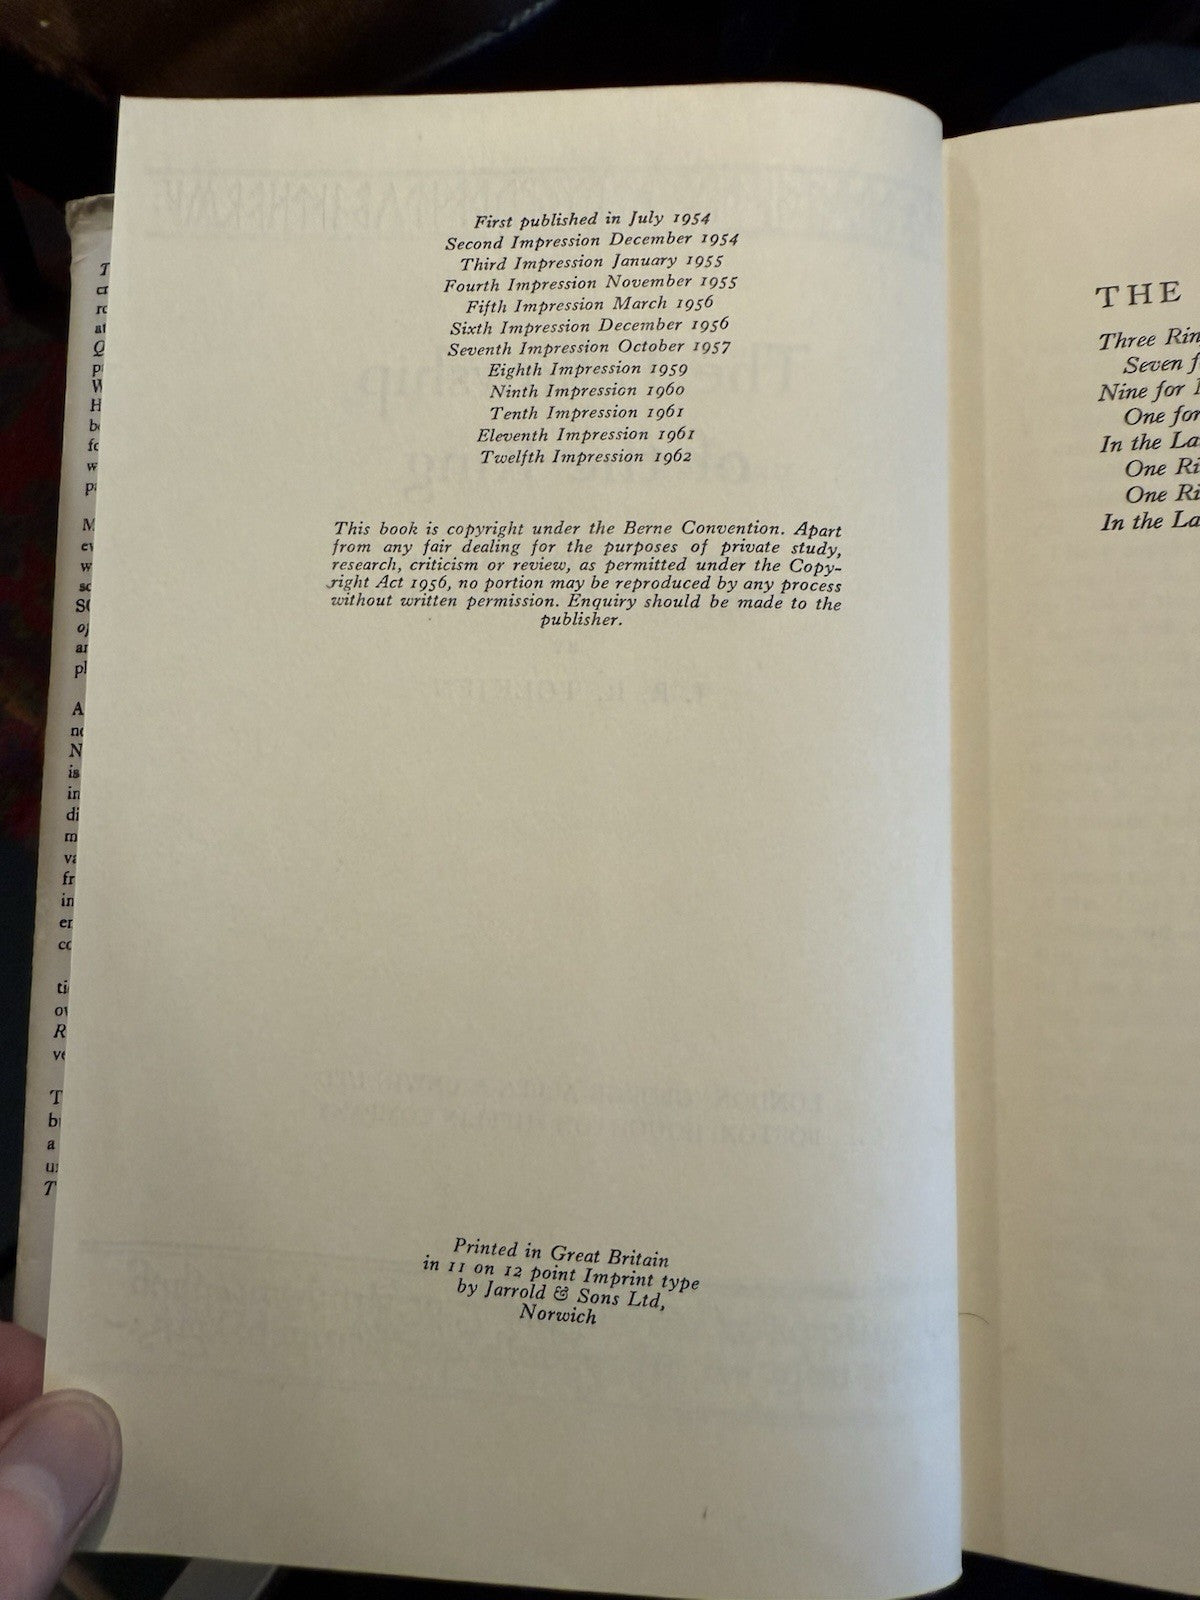 First published in July 1954
Second Impression December 1954
Third Impression January 1955
Fourth Impression November 1955
Fifth Impression March 1956
Sixth Impression December 1956
Seventh Impression October 1957
Eighth Impression 1959
Ninth Impression 1960
Tenth Impression 1961
Eleventh Impression 1961
Twelfth Impression 1962
This book is copyright under the Berne Convention. Apart
from any fair dealing for the purposes of private study,
research, criticism or review, as permitted under the Copy-
right Act 1956, no portion may be reproduced by any process
without written permission. Enquiry should be made to the
publisher.
Printed in Great Britain
in 11 on 12 point Imprint type
by Jarrold & Sons Ltd,
Norwich
THE
Three Rin
Seven f
Nine for
One for
In the La
One Ri
One Ri
In the La